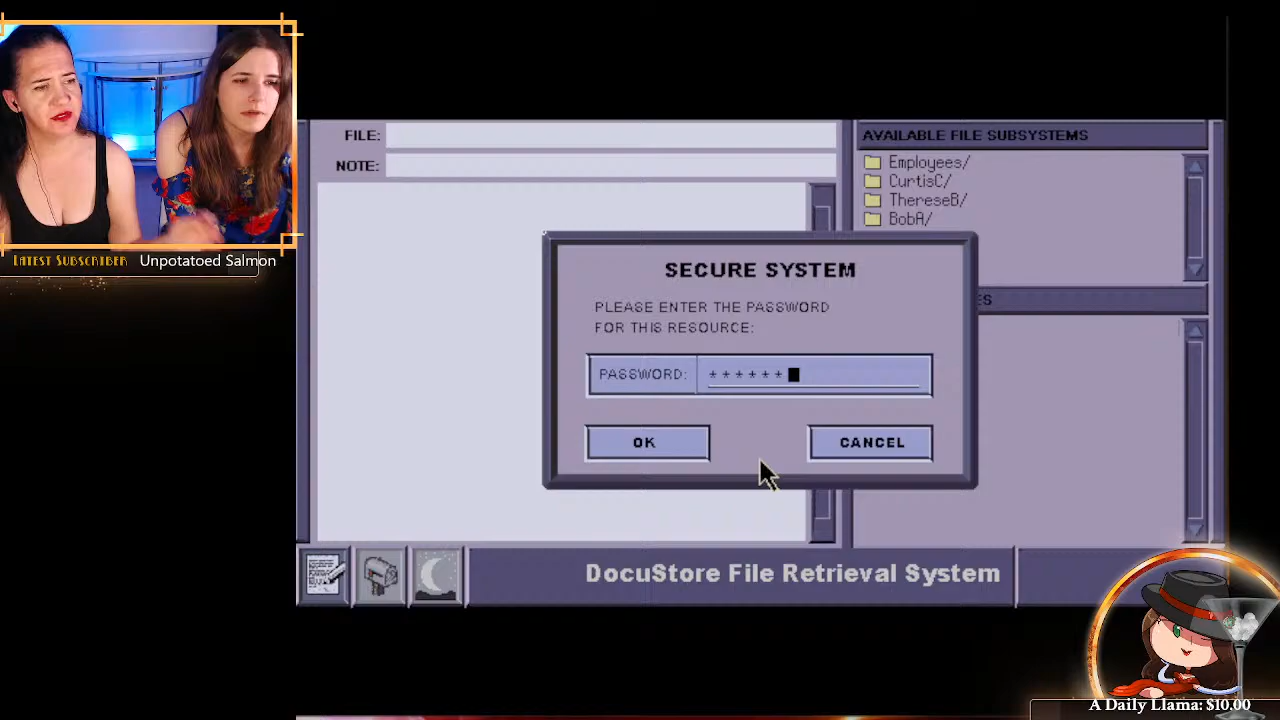 FILE:
NOTE:
AVAILABLE FILE SUBSYSTEMS
Employees/
CurtisC/
ThereseB/
BobA/
SECURE SYSTEM
PLEASE ENTER THE PASSWORD
FOR THIS RESOURCE:
PASSWORD: ******
OK
CANCEL
DocuStore File Retrieval System
LATEST SUBSCRIBER Unpotatoed Salmon
A Daily Llama: $10.00